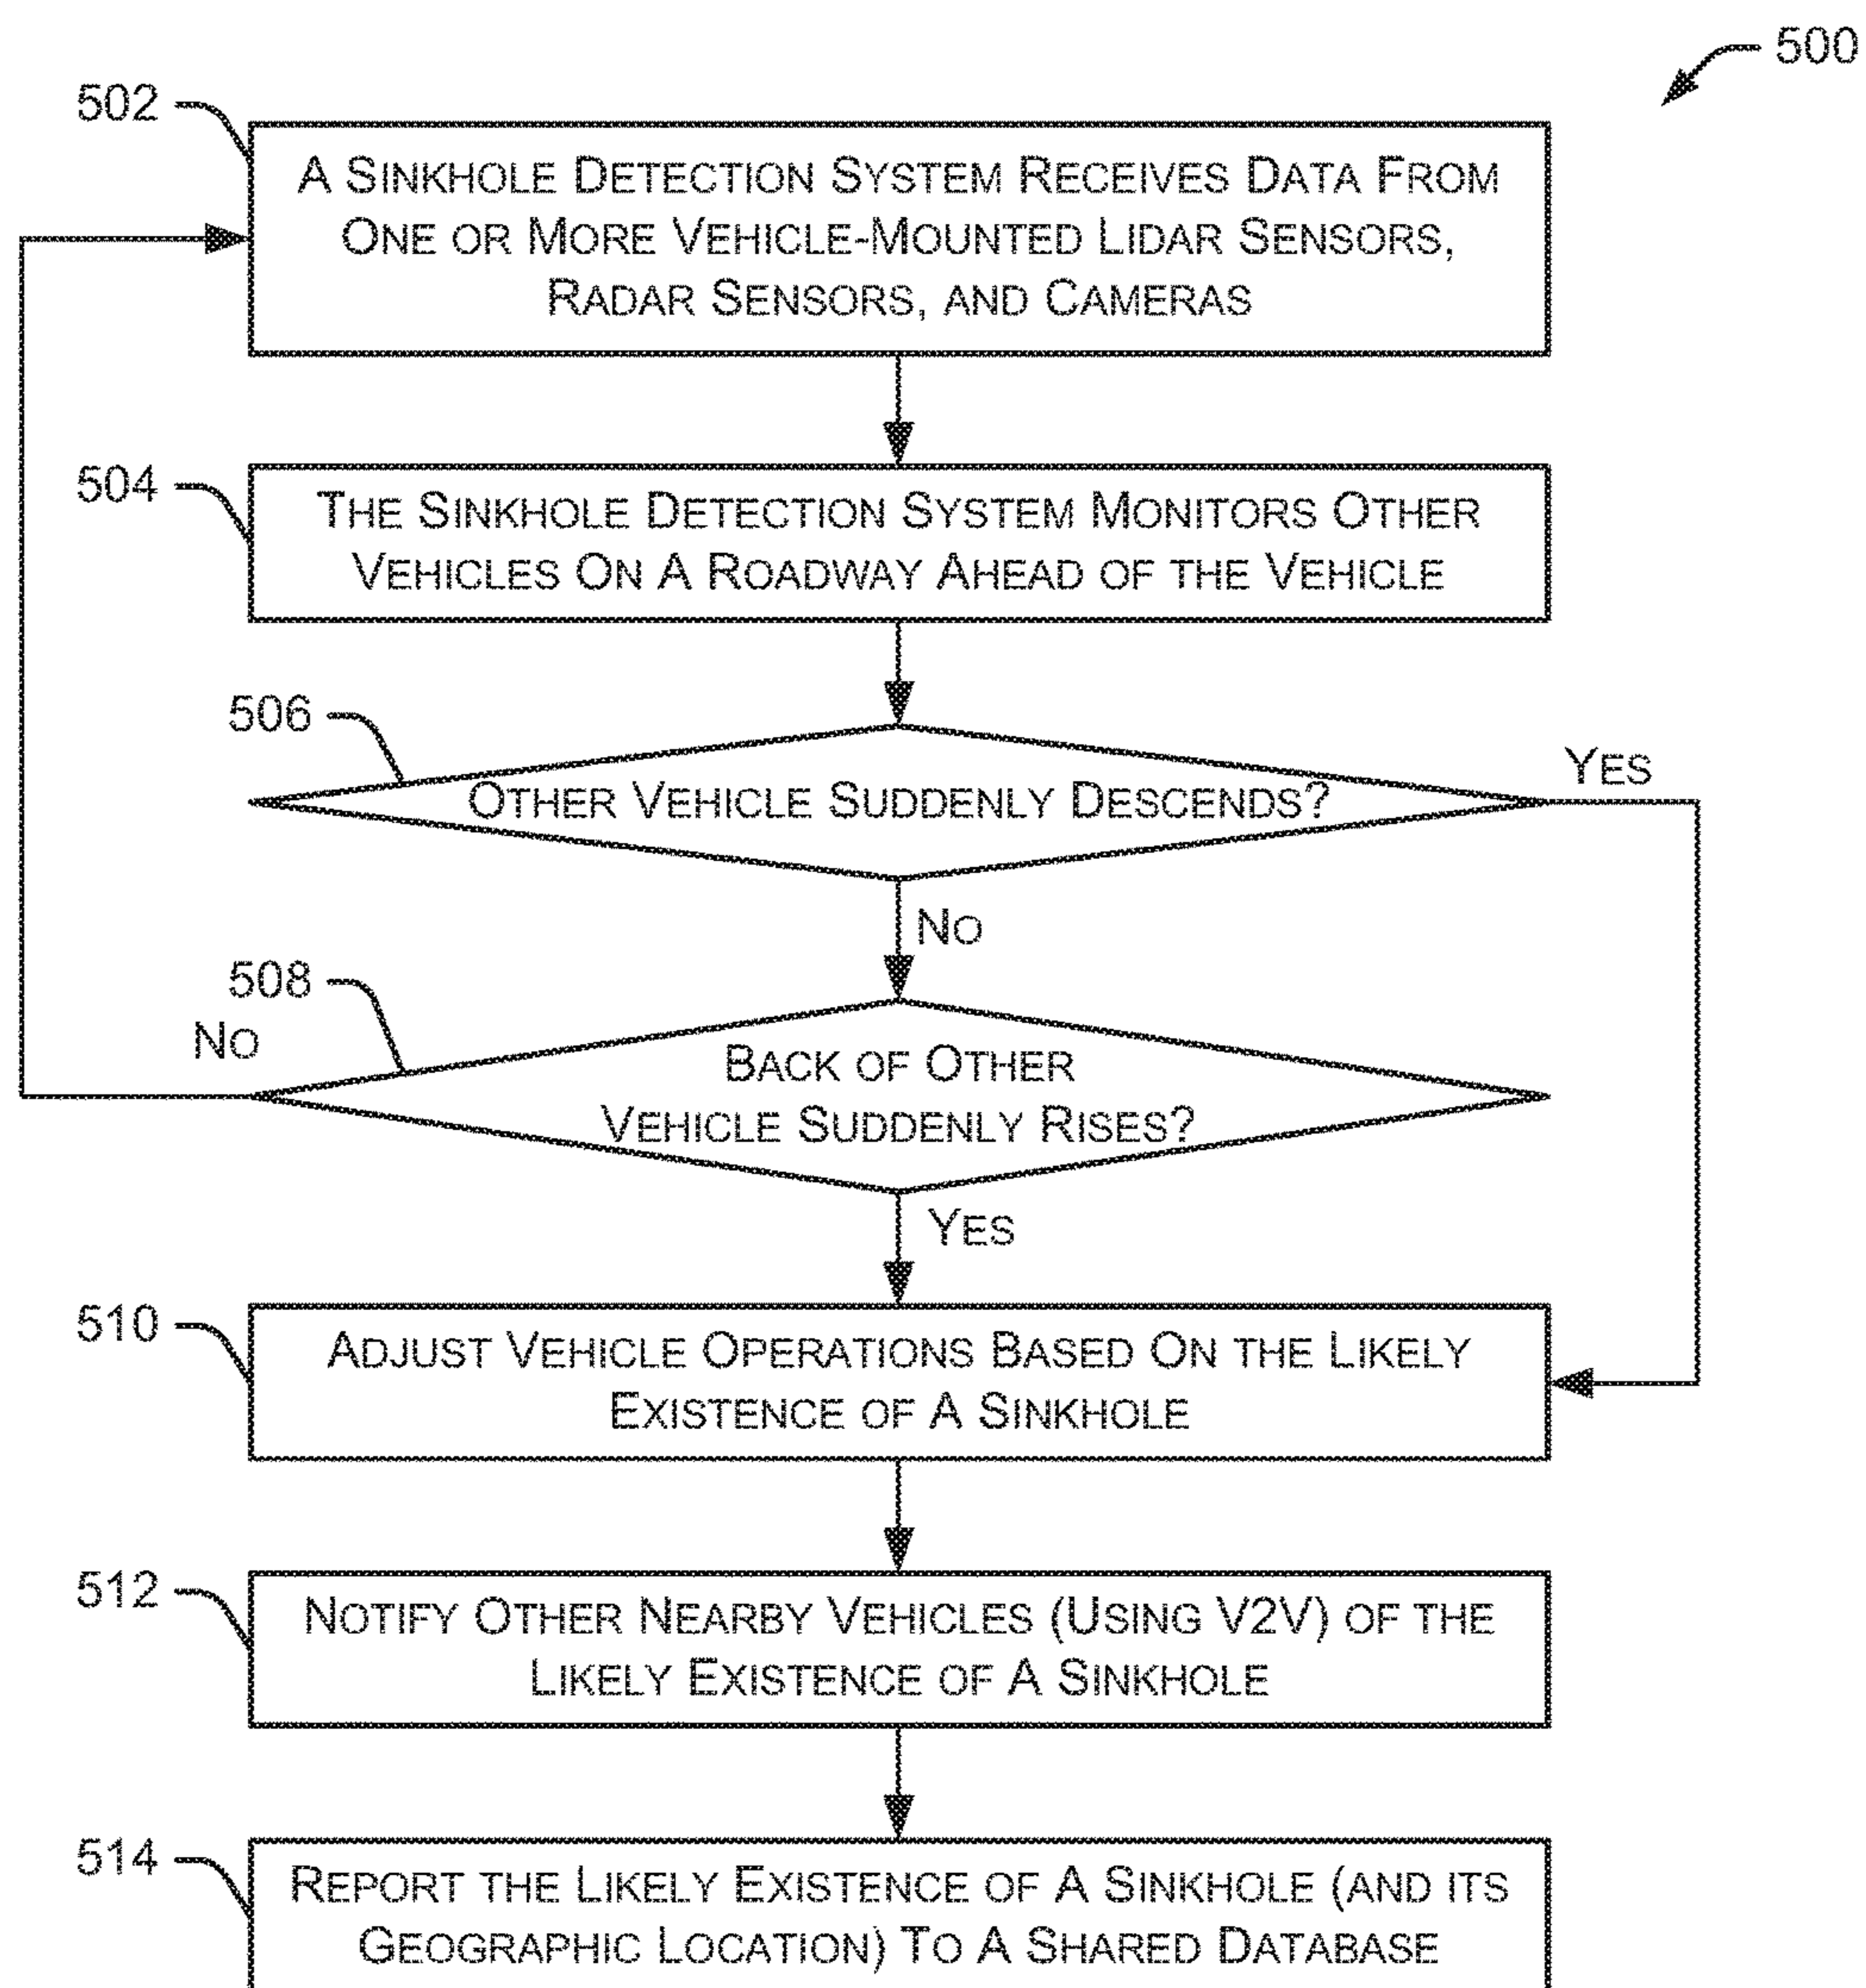 500
502
A SINKHOLE DETECTION SYSTEM RECEIVES DATA FROM
ONE OR MORE VEHICLE-MOUNTED LIDAR SENSORS,
RADAR SENSORS, AND CAMERAS
504
THE SINKHOLE DETECTION SYSTEM MONITORS OTHER
VEHICLES ON A ROADWAY AHEAD OF THE VEHICLE
506
OTHER VEHICLE SUDDENLY DESCENDS?
YES
NO
508
NO
BACK OF OTHER
VEHICLE SUDDENLY RISES?
YES
510
ADJUST VEHICLE OPERATIONS BASED ON THE LIKELY
EXISTENCE OF A SINKHOLE
512
NOTIFY OTHER NEARBY VEHICLES (USING V2V) OF THE
LIKELY EXISTENCE OF A SINKHOLE
514
REPORT THE LIKELY EXISTENCE OF A SINKHOLE (AND ITS
GEOGRAPHIC LOCATION) TO A SHARED DATABASE